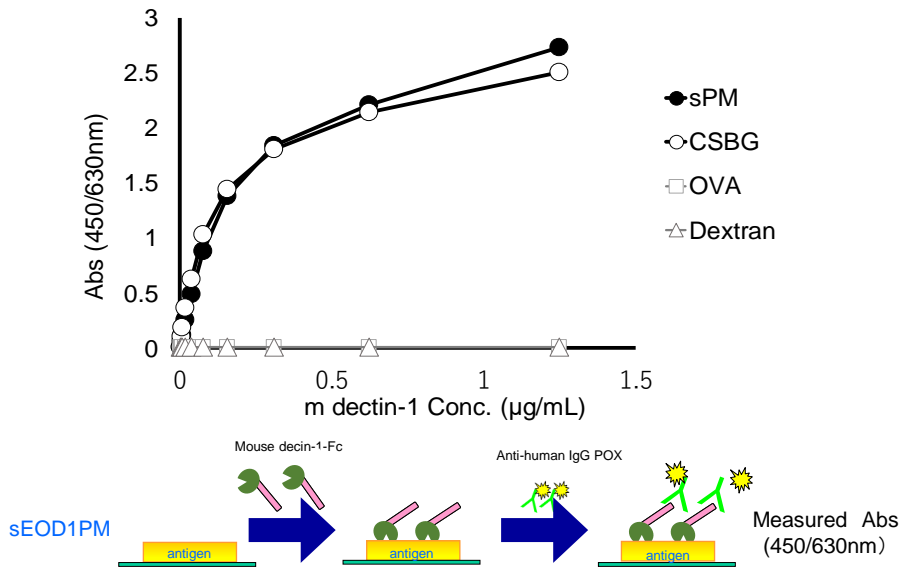 3
2.5
2
1.5
1
0.5
0
Abs (450/630nm)
0
0.5
1
1.5
m dectin-1 Conc. (μg/mL)
sPM
CSBG
OVA
Dextran
Mouse decin-1-Fc
Anti-human IgG POX
sEOD1PM
antigen
antigen
antigen
Measured Abs
(450/630nm）